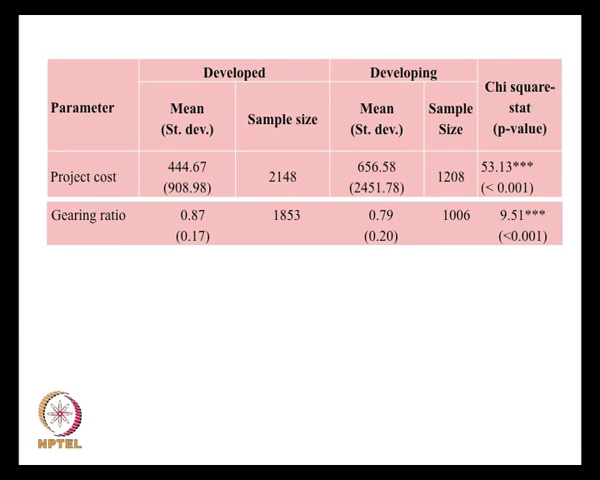 Developed Developing
Parameter Mean (St. dev.) Sample size Mean (St. dev.) Sample Size Chi square-stat (p-value)
Project cost 444.67 2148 656.58 1208 53.13***
(908.98) (2451.78) (< 0.001)
Gearing ratio 0.87 1853 0.79 1006 9.51***
(0.17) (0.20) (<0.001)
NPTEL